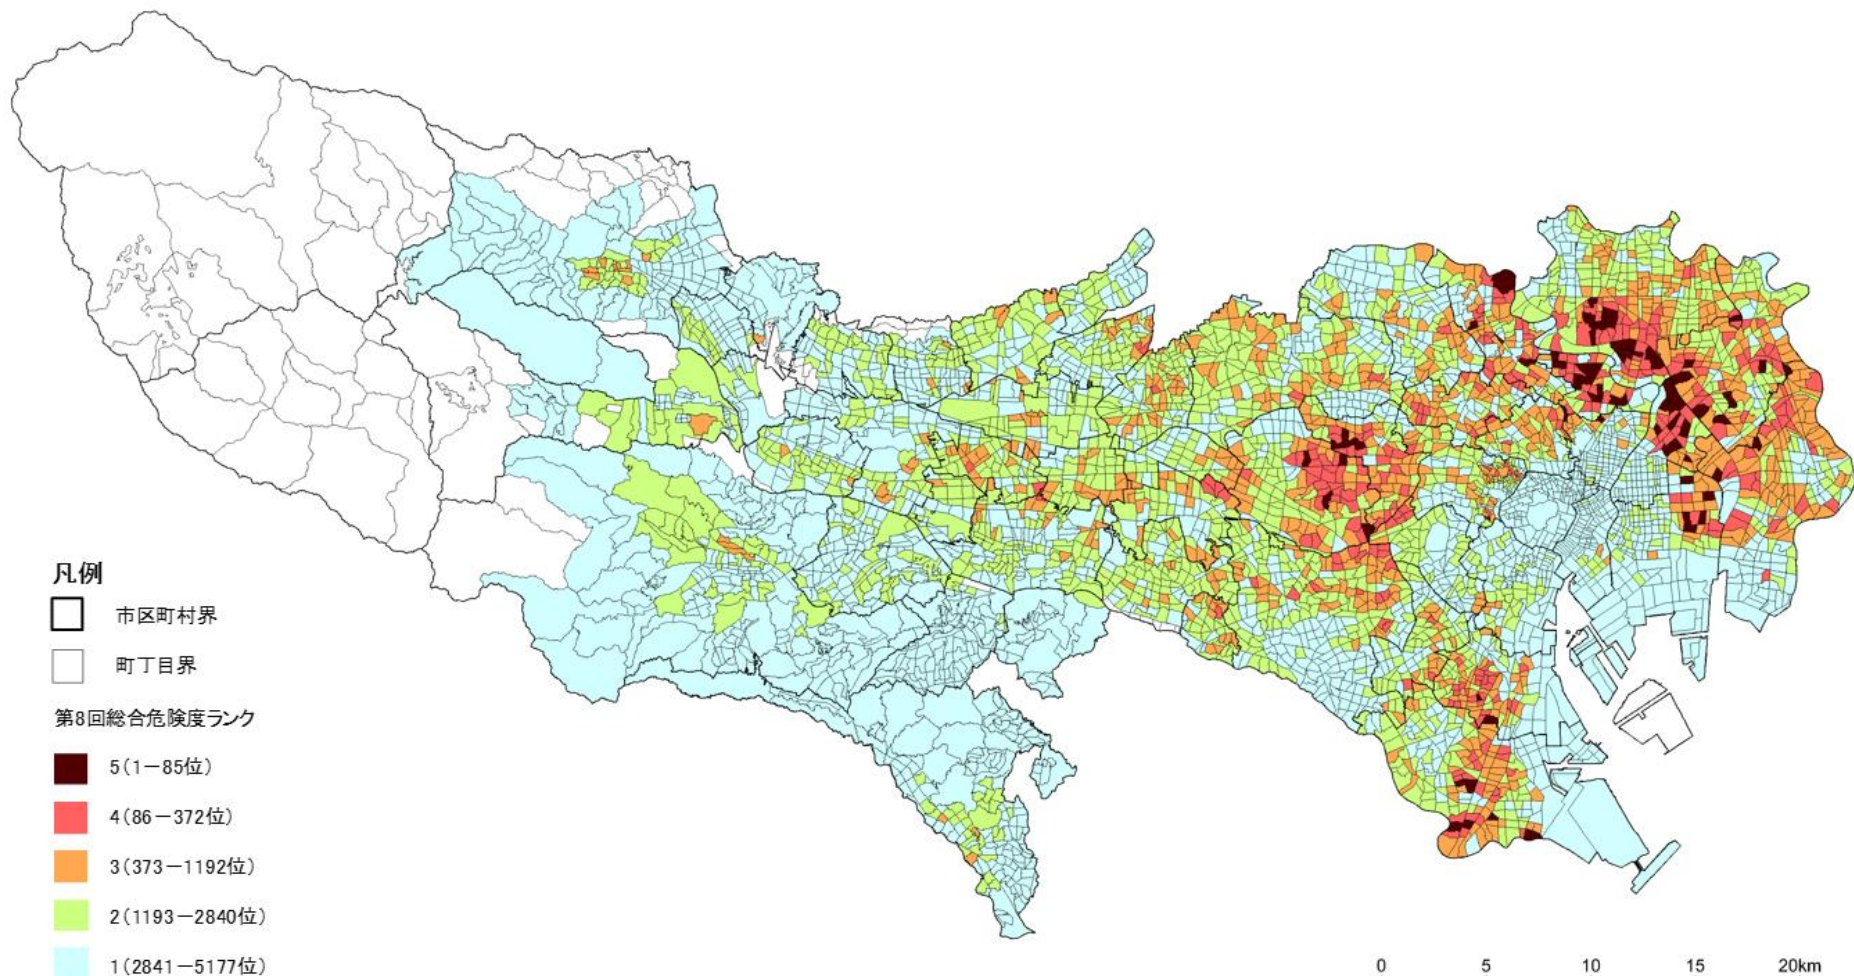 凡例
市区町村界
町丁目界
第8回総合危険度ランク
5(1－85位)
4(86－372位)
3(373－1192位)
2(1193－2840位)
1(2841－5177位)
0 5 10 15 20km